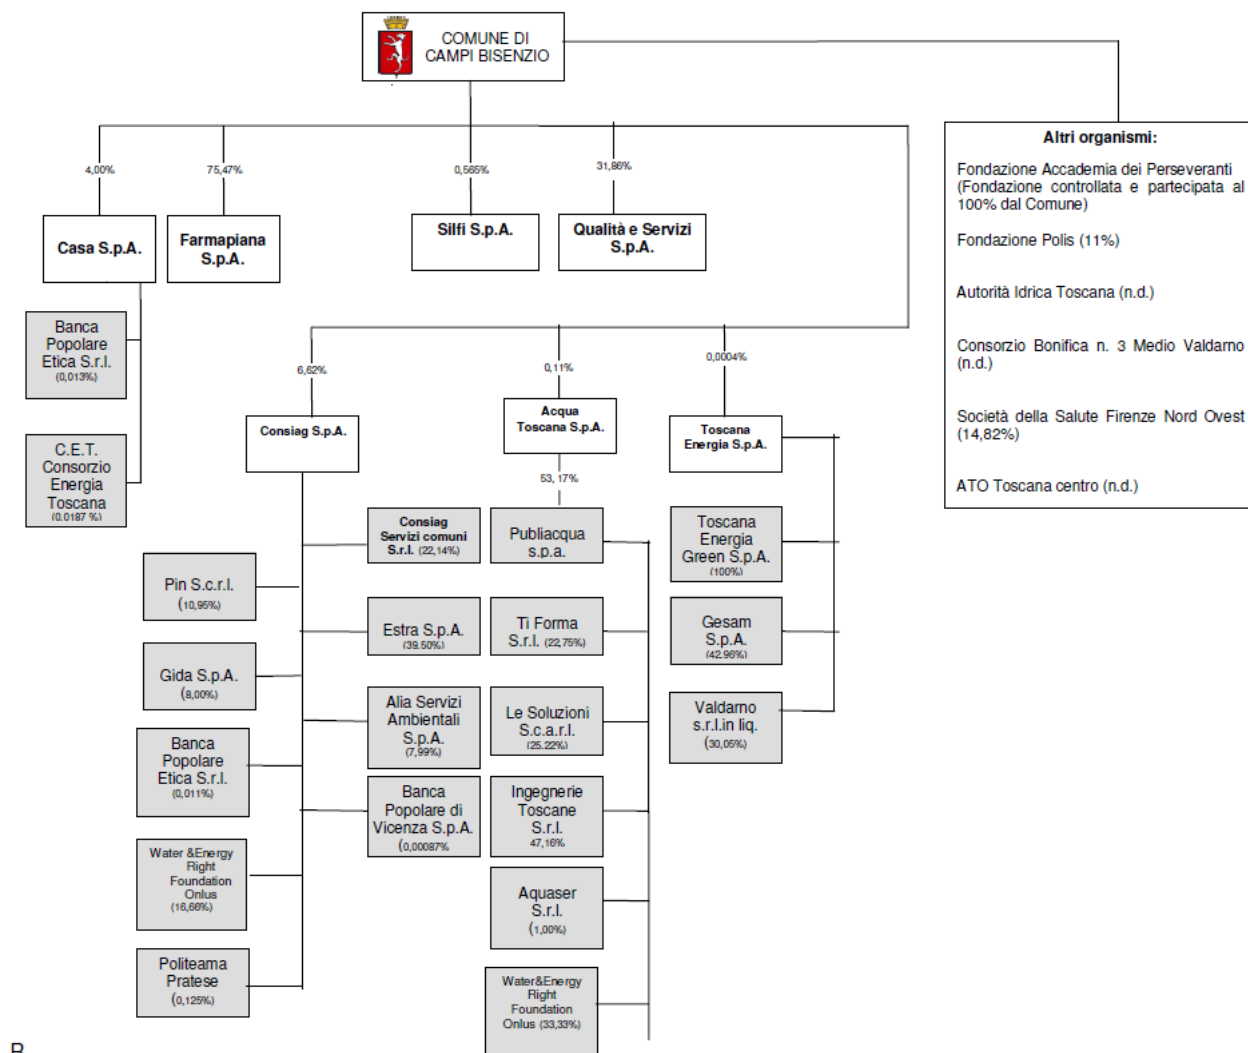 COMUNE DI
CAMPI BISENZIO
Altri organismi:
Fondazione Accademia dei Perseveranti
(Fondazione controllata e partecipata al
100% dal Comune)
Fondazione Polis (11%)
Autorità Idrica Toscana (n.d.)
Consorzio Bonifica n. 3 Medio Valdarno
(n.d.)
Società della Salute Firenze Nord Ovest
(14,82%)
ATO Toscana centro (n.d.)
4,00%
75,47%
0,565%
31,86%
Casa S.p.A.
Farmapiana
S.p.A.
Silfi S.p.A.
Qualità e Servizi
S.p.A.
Banca
Popolare
Etica S.r.l.
(0,013%)
C.E.T.
Consorzio
Energia
Toscana
(0.0187 %)
6,62%
0,11%
0,0004%
Consiag S.p.A.
Acqua
Toscana S.p.A.
Toscana
Energia S.p.A.
53, 17%
Pin S.c.r.l.
(10,95%)
Gida S.p.A.
(8,00%)
Banca
Popolare
Etica S.r.l.
(0,011%)
Water &Energy
Right
Foundation
Onlus
(16,66%)
Politeama
Pratese
(0,125%)
Consiag
Servizi comuni
S.r.l. (22,14%)
Estra S.p.A.
(39.50%)
Alia Servizi
Ambientali
S.p.A.
(7,99%)
Banca
Popolare di
Vicenza S.p.A.
(0,00087%
Publiacqua
s.p.a.
Ti Forma
S.r.l. (22,75%)
Le Soluzioni
S.c.a.r.l.
(25.22%)
Ingegnerie
Toscane
S.r.l.
47,16%
Aquaser
S.r.l.
(1,00%)
Water&Energy
Right
Foundation
Onlus (33,33%)
Toscana
Energia
Green S.p.A.
(100%)
Gesam
S.p.A.
(42,96%)
Valdarno
s.r.l.in liq.
(30,05%)